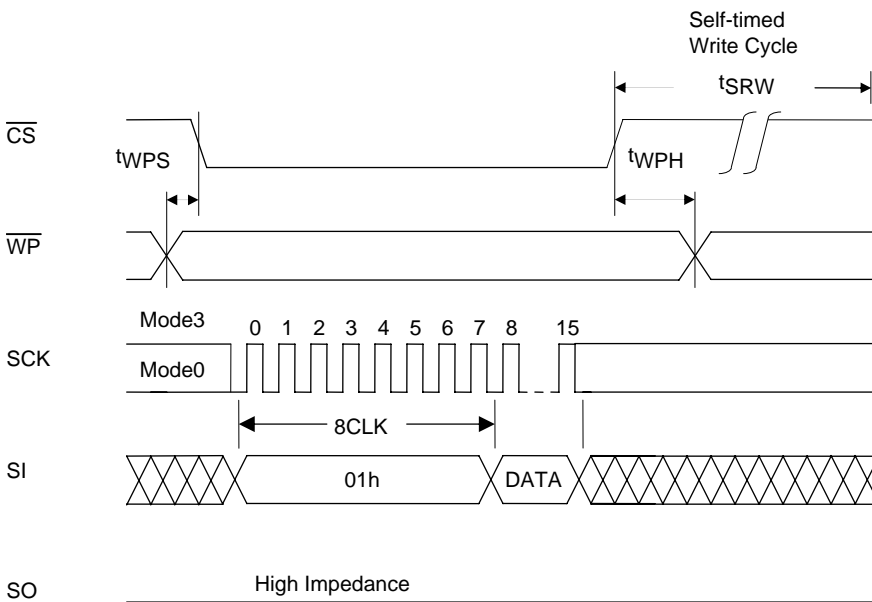 Self-timed
Write Cycle
tSRW
CS
tWPS
tWPH
WP
Mode3
0 1 2 3 4 5 6 7 8 15
SCK
Mode0
8CLK
SI
01h
DATA
High Impedance
SO